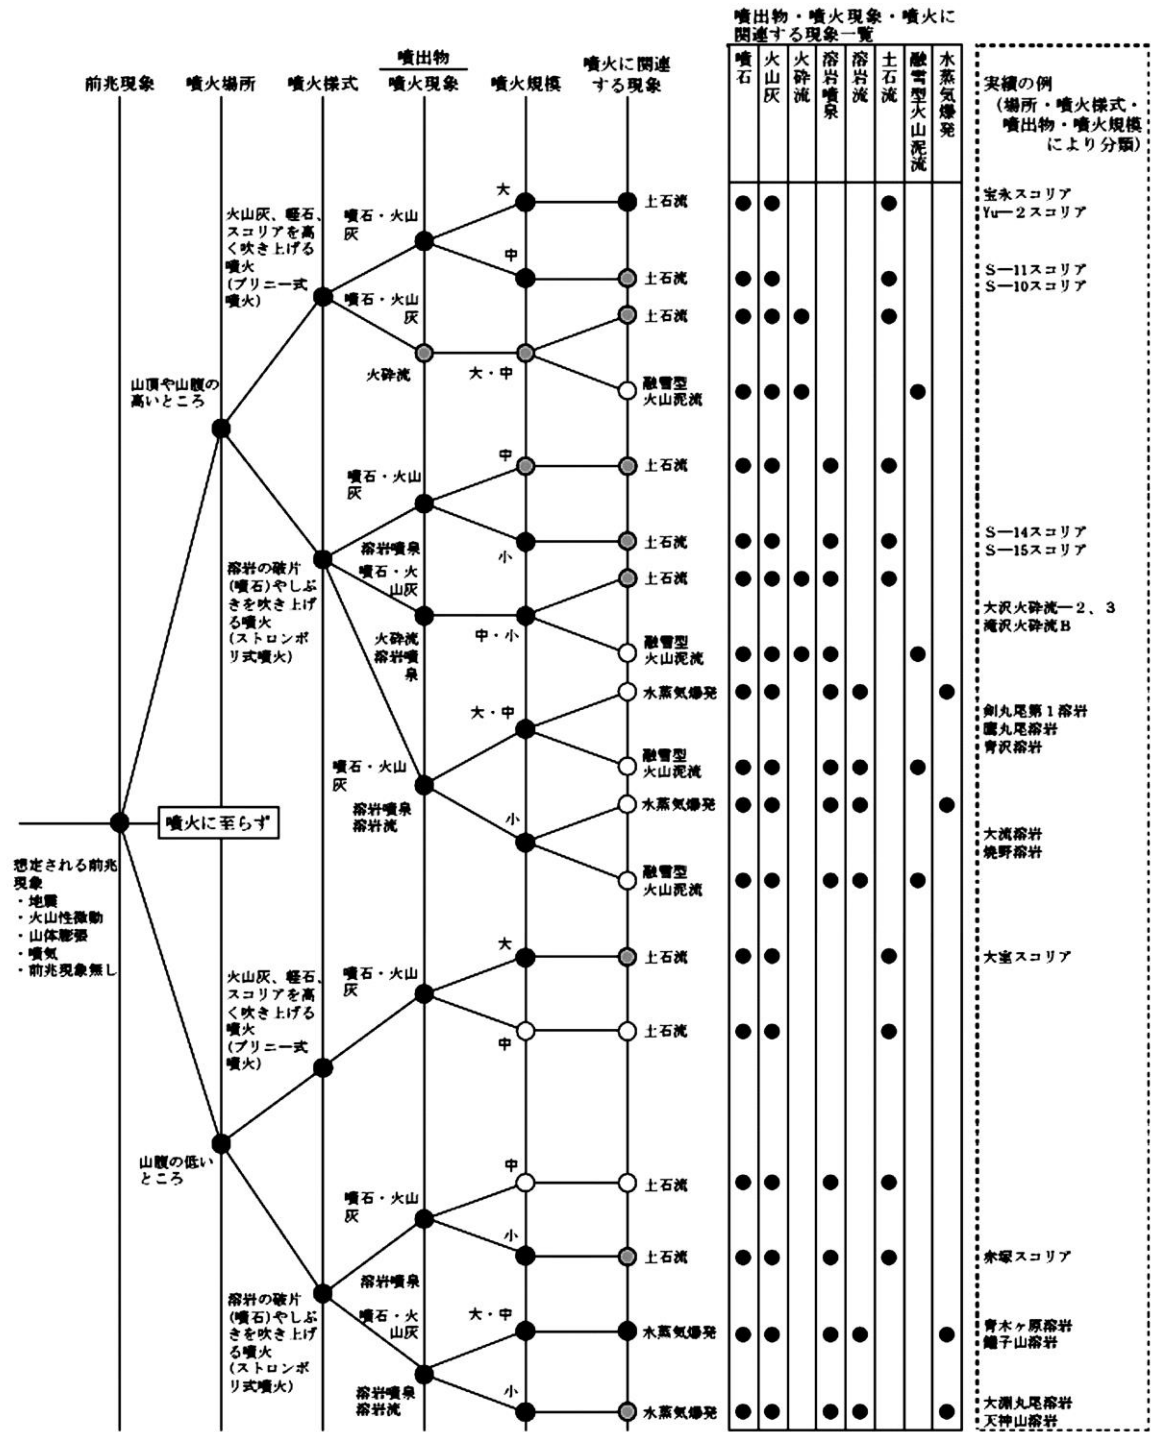 噴出物・噴火現象・噴火に
関連する現象一覧
前兆現象
噴火場所
噴火様式
噴出物
噴火現象
噴火規模
噴火に関連
する現象
噴石
火山灰
火砕流
溶岩噴泉
溶岩流
土石流
融雪型火山泥流
水蒸気爆発
実績の例
(場所・噴火様式・
噴出物・噴火規模
により分類)
火山灰、軽石、
スコリアを高
く吹き上げる
噴火
(プリニー式
噴火)
噴石・火山
灰
大
土石流
宝永スコリア
Yu—2スコリア
中
土石流
S—11スコリア
S—10スコリア
噴石・火山
灰
火砕流
大・中
土石流
融雪型
火山泥流
山頂や山腹の
高いところ
噴石・火山
灰
溶岩噴泉
中
土石流
小
土石流
S—14スコリア
S—15スコリア
溶岩の破片
(噴石)やしぶ
きを吹き上げ
る噴火
(ストロンボ
リ式噴火)
噴石・火
山灰
火砕流
溶岩噴
泉
中・小
土石流
融雪型
火山泥流
大沢火砕流—2、3
滝沢火砕流B
噴石・火山
灰
溶岩噴泉
溶岩流
大・中
水蒸気爆発
融雪型
火山泥流
剣丸尾第1溶岩
鷹丸尾溶岩
青沢溶岩
小
水蒸気爆発
融雪型
火山泥流
大流溶岩
焼野溶岩
噴火に至らず
想定される前兆
現象
・地震
・火山性微動
・山体膨張
・噴気
・前兆現象無し
火山灰、軽石、
スコリアを高
く吹き上げる
噴火
(プリニー式
噴火)
噴石・火山
灰
大
土石流
大室スコリア
中
土石流
山腹の低い
ところ
噴石・火山
灰
溶岩噴泉
中
土石流
小
土石流
赤塚スコリア
溶岩の破片
(噴石)やしぶ
きを吹き上げ
る噴火
(ストロンボ
リ式噴火)
噴石・火
山灰
溶岩噴泉
溶岩流
大・中
水蒸気爆発
青木ヶ原溶岩
鑵子山溶岩
小
水蒸気爆発
大淵丸尾溶岩
天神山溶岩